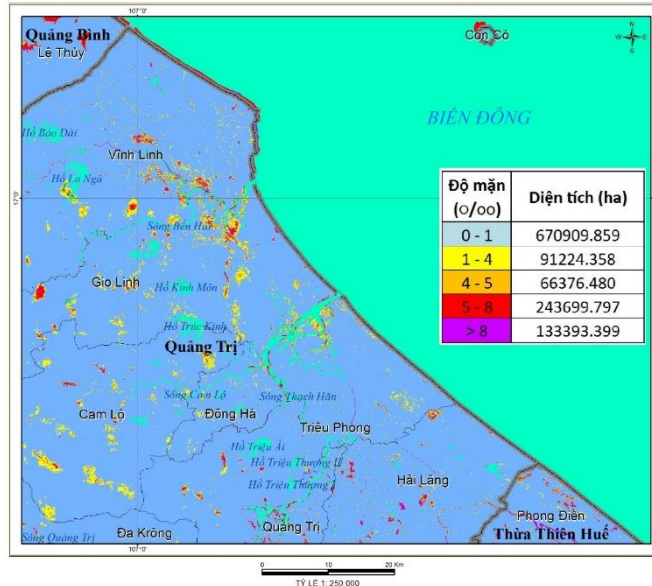 107°0'
Quảng Bình
Lệ Thủy
Cồn Cỏ
N
W
E
S
BIỂN ĐÔNG
Hồ Bảo Đài
Vĩnh Linh
Hồ La Ngà
17°0'
Sông Bến Hải
Gio Linh
Hồ Kinh Môn
Hồ Trúc Kinh
Quảng Trị
Sông Cam Lộ
Sông Thạch Hãn
Cam Lộ
Đông Hà
Triệu Phong
Hồ Triệu Ái
Hồ Triệu Thượng II
Hồ Triệu Thượng I
Hải Lăng
Quảng Trị
Phong Điền
Đa Krông
Sông Quảng Trị
Thừa Thiên Huế
107°0'
Độ mặn (○/○○) Diện tích (ha)
0 - 1 670909.859
1 - 4 91224.358
4 - 5 66376.480
5 - 8 243699.797
> 8 133393.399
0 10 20 Km
TỶ LỆ 1: 250 000